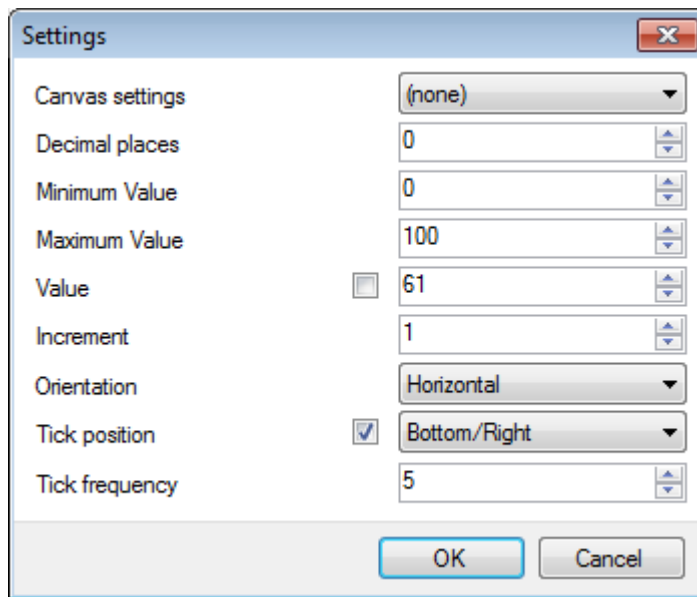 Settings
Canvas settings (none)
Decimal places 0
Minimum Value 0
Maximum Value 100
Value 61
Increment 1
Orientation Horizontal
Tick position Bottom/Right
Tick frequency 5
OK Cancel